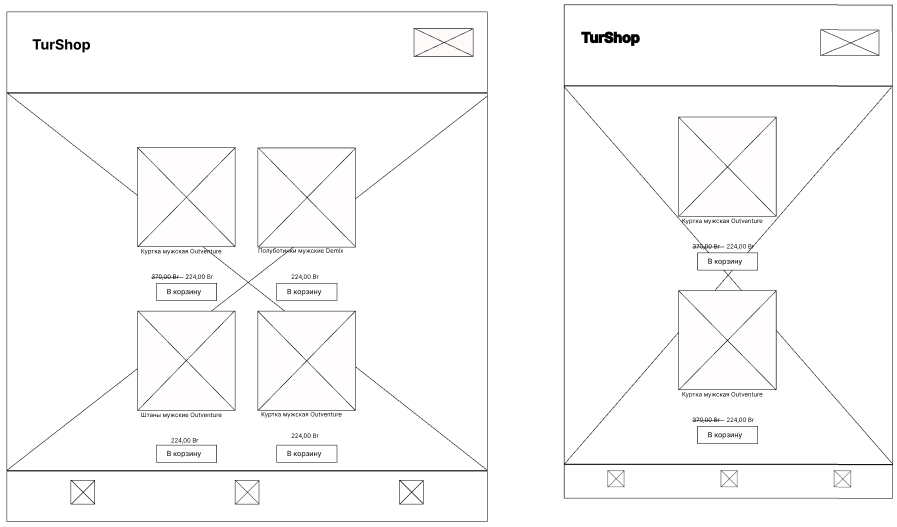 TurShop
Куртка мужская Outventure
Полуботинки мужские Demix
370,00 Br 224,00 Br
224,00 Br
В корзину
В корзину
Штаны мужские Outventure
Куртка мужская Outventure
224,00 Br
224,00 Br
В корзину
В корзину
TurShop
Куртка мужская Outventure
370,00 Br 224,00 Br
В корзину
Куртка мужская Outventure
370,00 Br 224,00 Br
В корзину